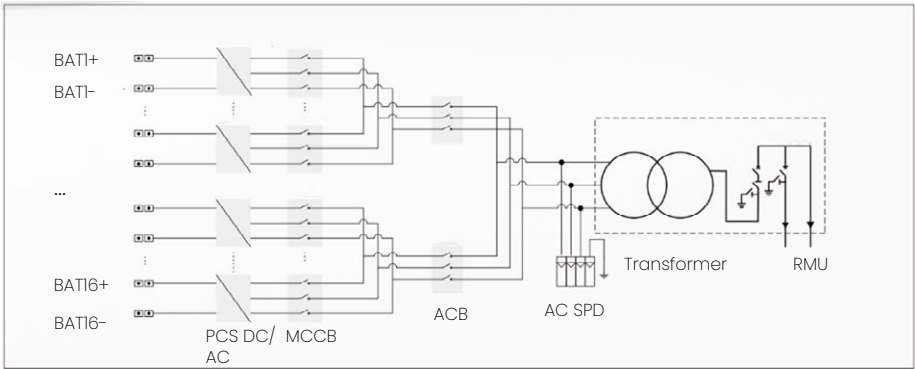 BAT1+
BAT1-
...
BAT16+
BAT16-
PCS DC/
AC
MCCB
ACB
AC SPD
Transformer
RMU